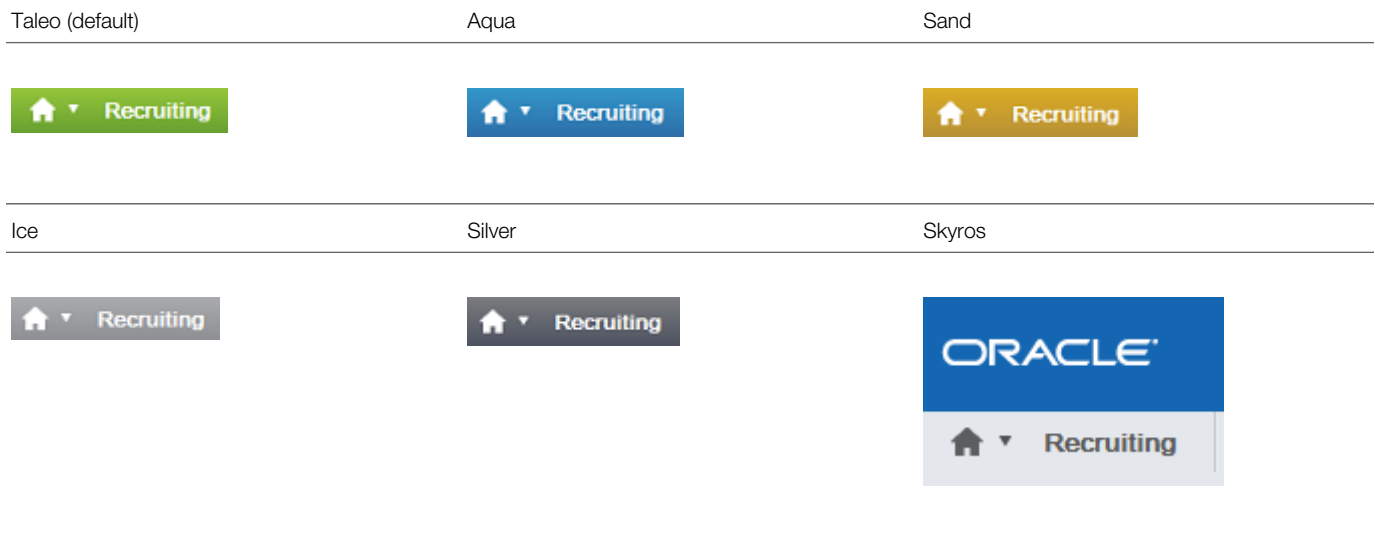 Taleo (default) Aqua Sand
Recruiting Recruiting Recruiting
Ice Silver Skyros
Recruiting Recruiting ORACLE
Recruiting